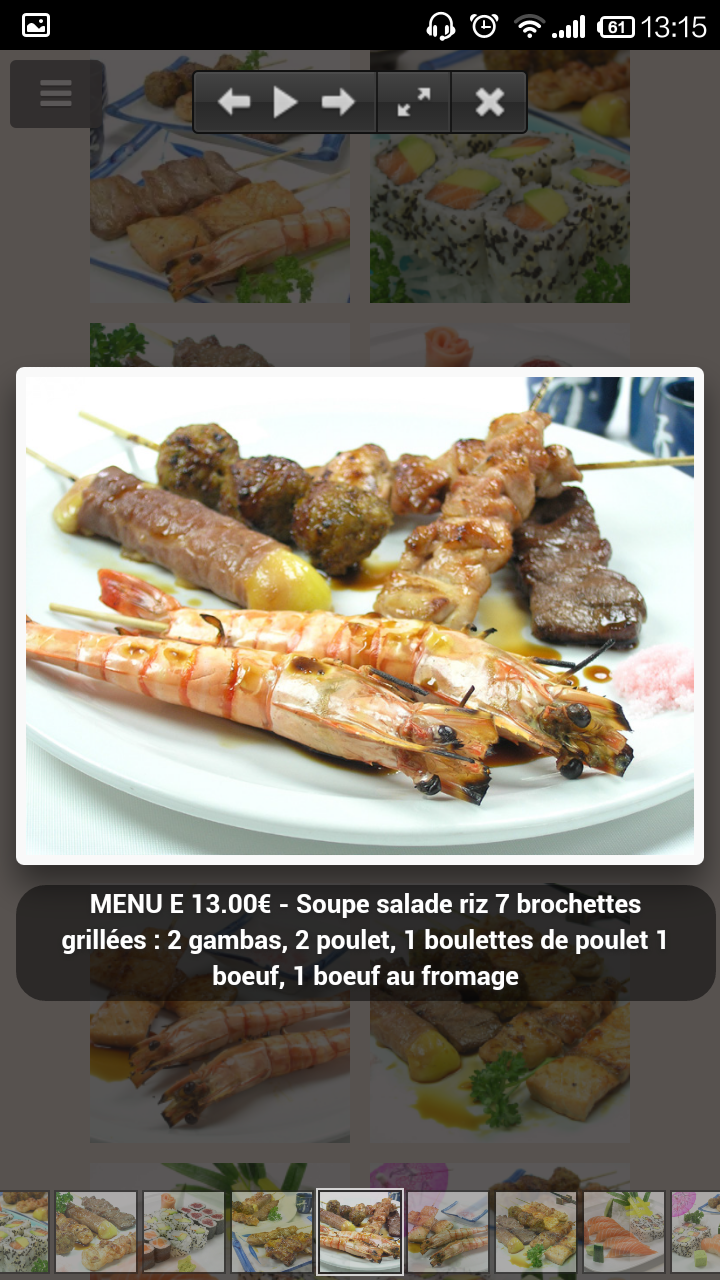 61 13:15
MENU E 13.00€ - Soupe salade riz 7 brochettes
grillées : 2 gambas, 2 poulet, 1 boulettes de poulet 1
boeuf, 1 boeuf au fromage